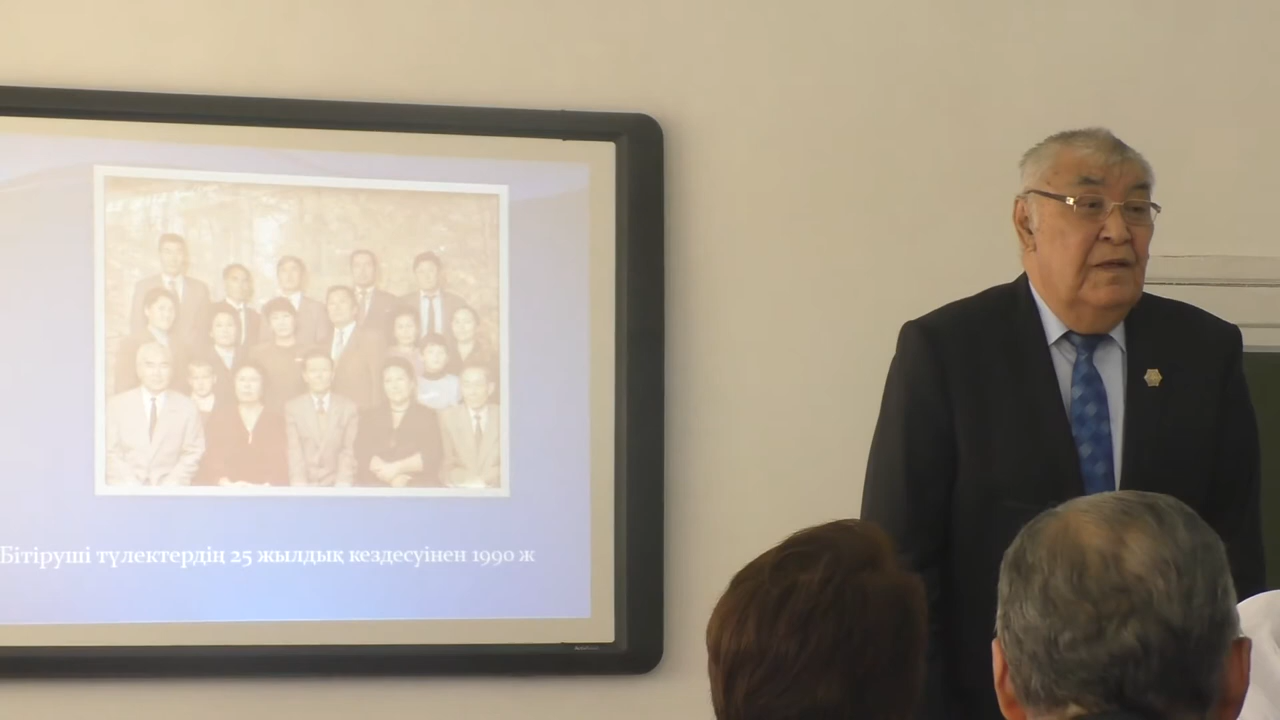 Бітіруші түлектердің 25 жылдық кездесуінен 1990 ж